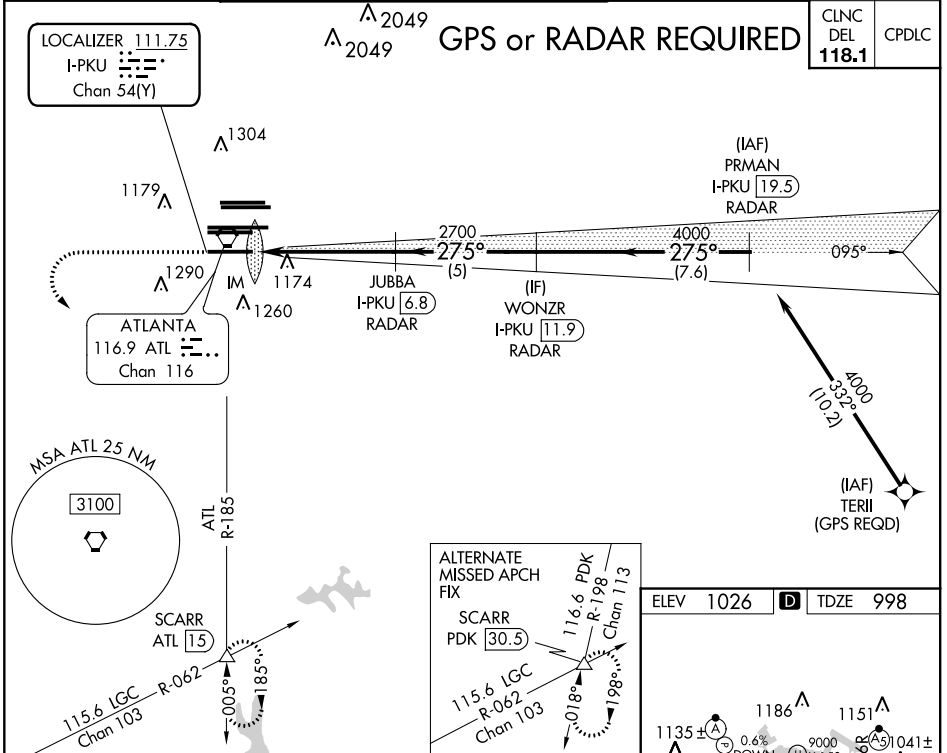 2049
2049
GPS or RADAR REQUIRED
CLNC
DEL
118.1
CPDLC
LOCALIZER 111.75
I-PKU
Chan 54(Y)
1304
1179
(IAF)
PRMAN
I-PKU 19.5
RADAR
2700
275°
(5)
4000
275°
(7.6)
095°
1290
IM
1174
1260
JUBBA
I-PKU 6.8
RADAR
(IF)
WONZR
I-PKU 11.9
RADAR
ATLANTA
116.9 ATL
Chan 116
4000
332°
(10.2)
(IAF)
TERII
(GPS REQD)
MSA ATL 25 NM
3100
ATL
R-185
SCARR
ATL 15
115.6 LGC
R-062
Chan 103
005°
185°
ALTERNATE
MISSED APCH
FIX
SCARR
PDK 30.5
116.6 PDK
R-198
Chan 113
115.6 LGC
R-062
Chan 103
018°
198°
ELEV 1026
D
TDZE 998
1186
1151
1135±
A
P
0.6%
DOWN
9000
A5
1041±